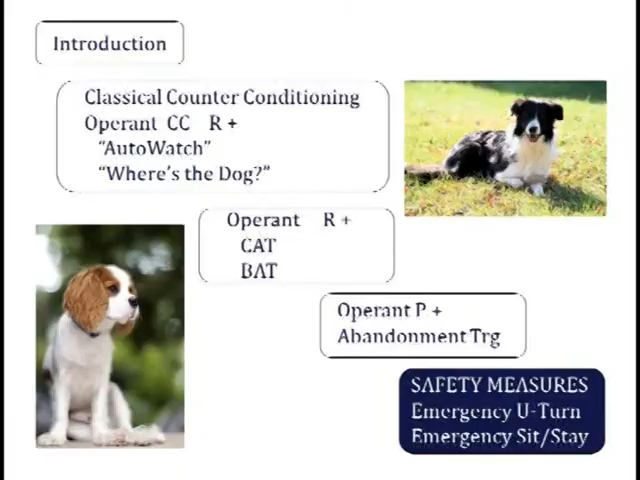 Introduction
Classical Counter Conditioning
Operant CC R +
“AutoWatch”
“Where’s the Dog?”
Operant R +
CAT
BAT
Operant P +
Abandonment Trg
SAFETY MEASURES
Emergency U-Turn
Emergency Sit/Stay